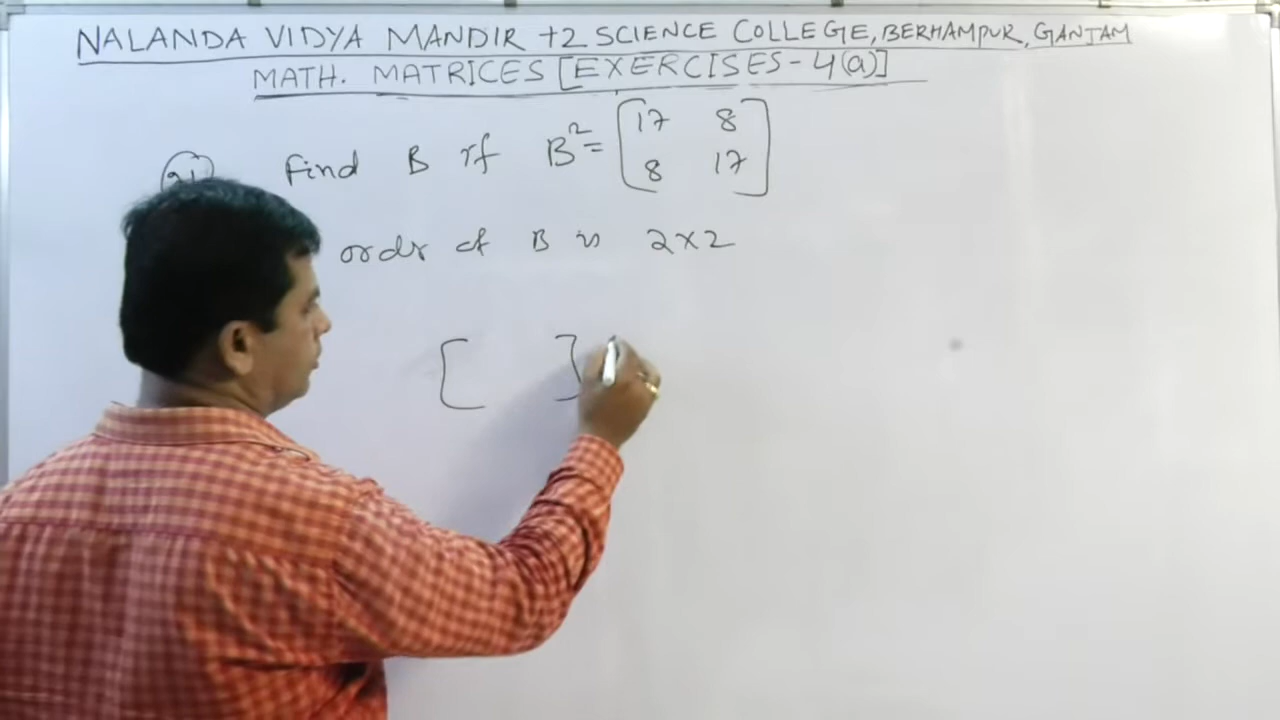 NALANDA VIDYA MANDIR +2 SCIENCE COLLEGE, BERHAMPUR, GANJAM
MATH. MATRICES [EXERCISES - 4(a)]
Find B if B² = [17 8
8 17]
order of B is 2×2
[ ]